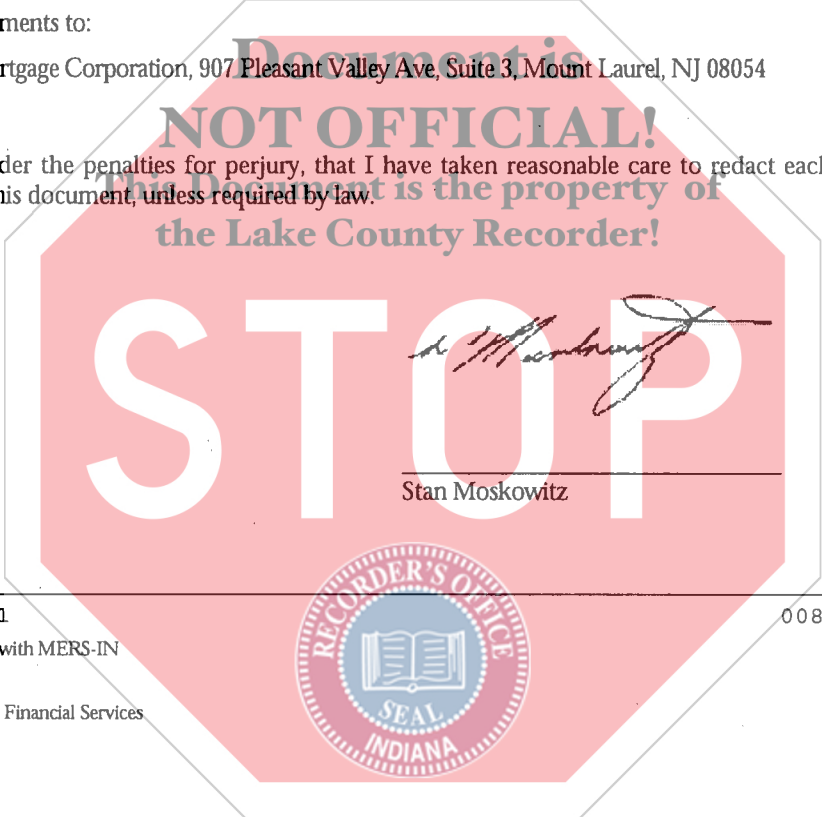 ments to:
Document is
rtgage Corporation, 907 Pleasant Valley Ave, Suite 3, Mount Laurel, NJ 08054
NOT OFFICIAL!
der the penalties for perjury, that I have taken reasonable care to redact each
This Document is the property of
is document, unless required by law.
the Lake County Recorder!
STOP
Stan Moskowitz
RECORDER'S OFFICE
SEAL
INDIANA
1
008
with MERS-IN
Financial Services